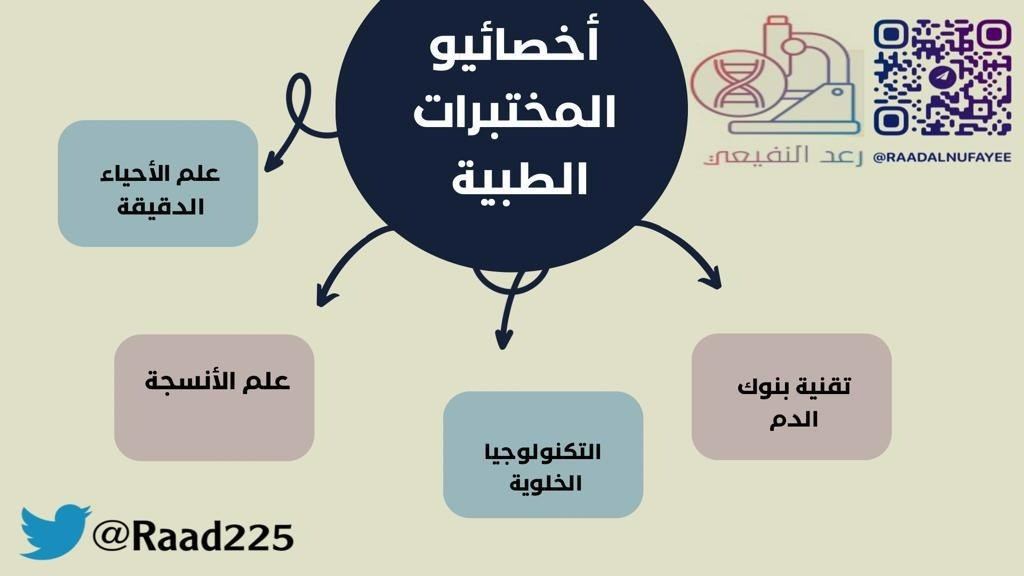 أخصائيو
المختبرات
الطبية
رعد النفيعي
@RAADALNUFAYEE
علم الأحياء
الدقيقة
تقنية بنوك
الدم
علم الأنسجة
التكنولوجيا
الخلوية
@Raad225